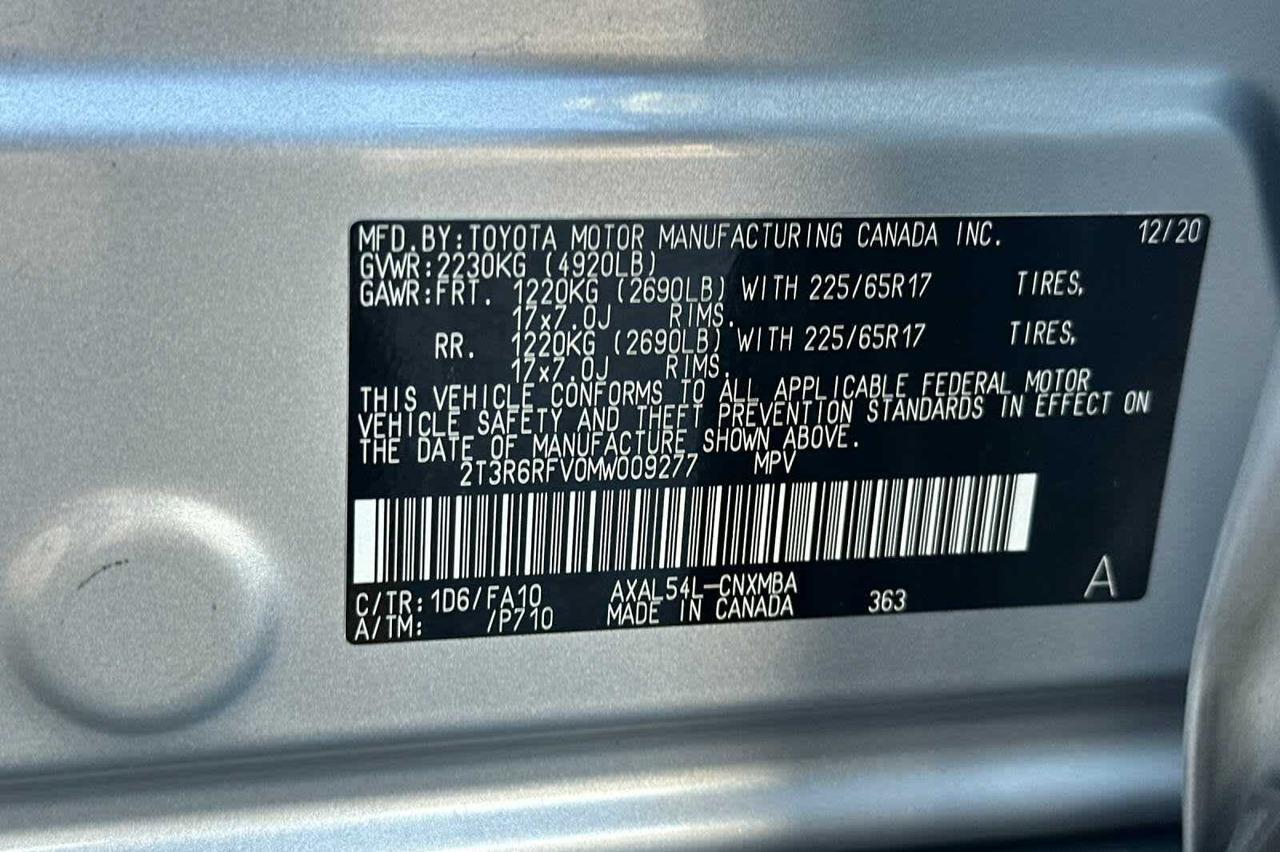 MFD.BY:TOYOTA MOTOR MANUFACTURING CANADA INC. 12/20
GVWR:2230KG (4920LB)
GAWR:FRT. 1220KG (2690LB) WITH 225/65R17 TIRES,
17x7.0J RIMS.
RR. 1220KG (2690LB) WITH 225/65R17 TIRES,
17x7.0J RIMS.
THIS VEHICLE CONFORMS TO ALL APPLICABLE FEDERAL MOTOR
VEHICLE SAFETY AND THEFT PREVENTION STANDARDS IN EFFECT ON
THE DATE OF MANUFACTURE SHOWN ABOVE.
2T3R6RFV0MW009277 MPV
C/TR:1D6/FA10 AXAL54L-CNXMBA
A/TM: /P710 MADE IN CANADA 363 A